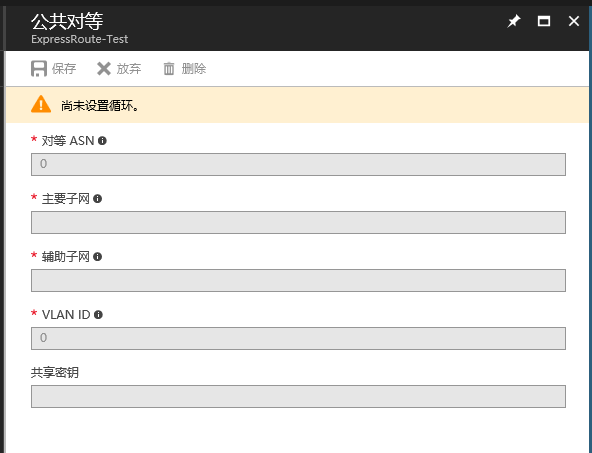 公共对等
ExpressRoute-Test
保存 放弃 删除
尚未设置循环。
* 对等 ASN
0
* 主要子网
* 辅助子网
* VLAN ID
0
共享密钥